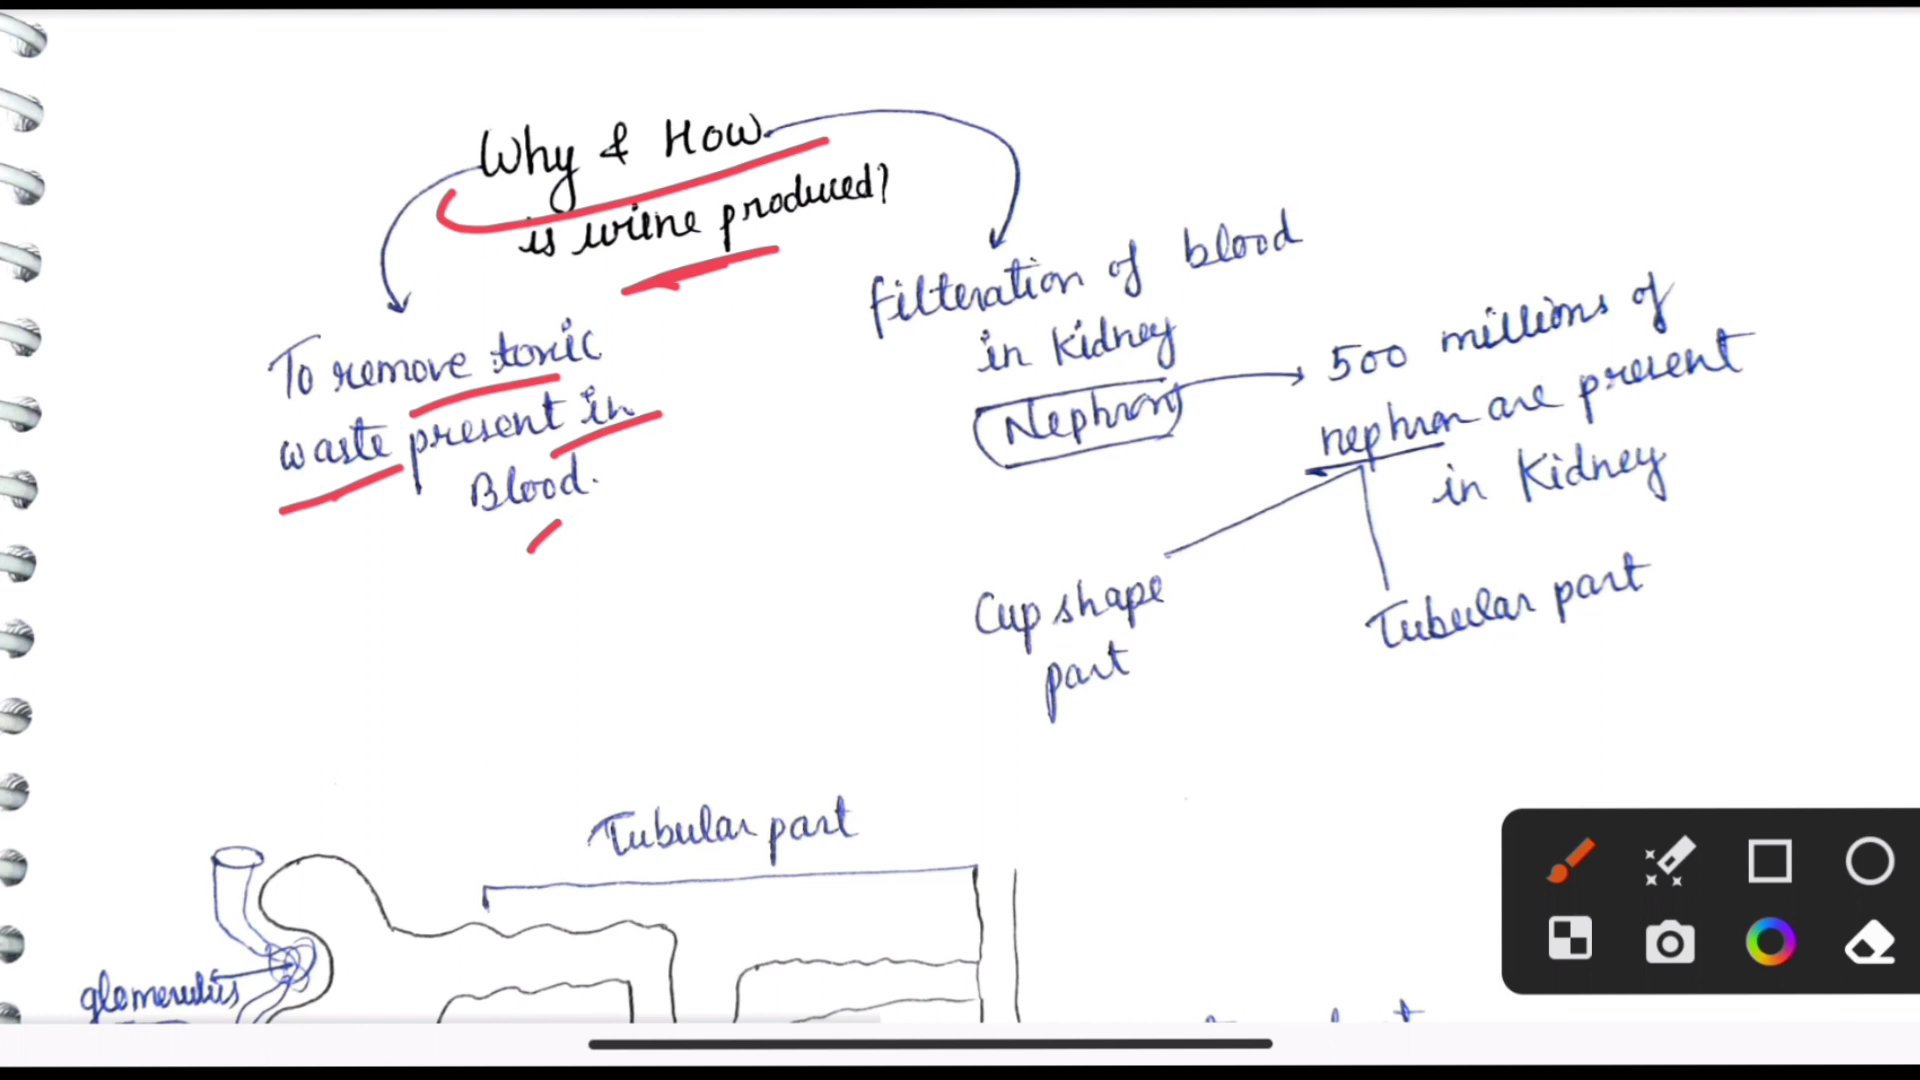 Why & How
is urine produced?
To remove toxic
waste present in
Blood.
filteration of blood
in Kidney
Nephron
500 millions of
nephron are present
in Kidney
Cup shape
part
Tubular part
Tubular part
glomerulus